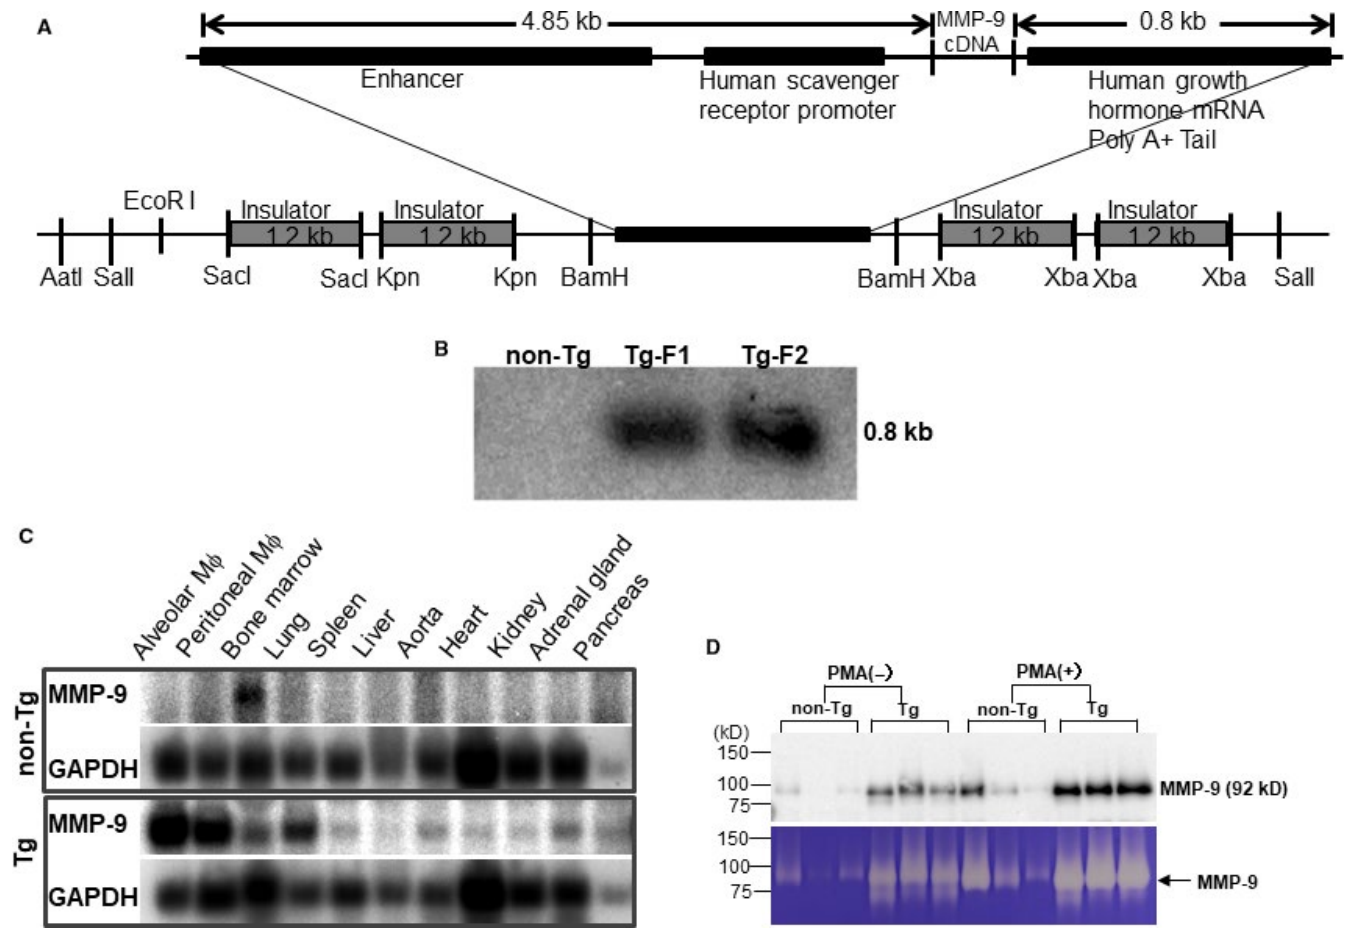 A
4.85 kb
MMP-9
cDNA
0.8 kb
Enhancer
Human scavenger
receptor promoter
Human growth
hormone mRNA
Poly A+ Tail
EcoR I
Insulator
Insulator
Insulator
Insulator
1.2 kb
1.2 kb
1.2 kb
1.2 kb
AatI
SalI
SacI
SacI
Kpn
Kpn
BamH
BamH
Xba
Xba
Xba
Xba
SalI
B
non-Tg Tg-F1 Tg-F2
0.8 kb
C
Alveolar Mϕ
Peritoneal Mϕ
Bone marrow
Lung
Spleen
Liver
Aorta
Heart
Kidney
Adrenal gland
Pancreas
non-Tg
MMP-9
GAPDH
Tg
MMP-9
GAPDH
D
PMA(–)
PMA(+)
non-Tg
Tg
non-Tg
Tg
(kD)
150
100
75
MMP-9 (92 kD)
150
100
75
MMP-9